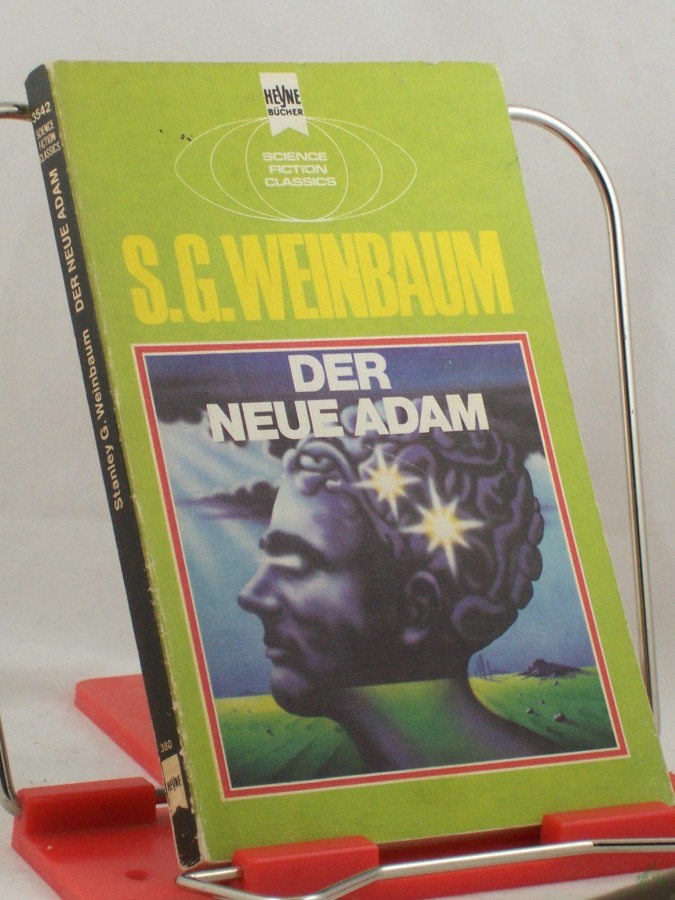 HEYNE
BÜCHER
SCIENCE
FICTION
CLASSICS
S.G.WEINBAUM
DER
NEUE ADAM
3542
SCIENCE
FICTION
CLASSICS
Stanley G. Weinbaum DER NEUE ADAM
380
HEYNE